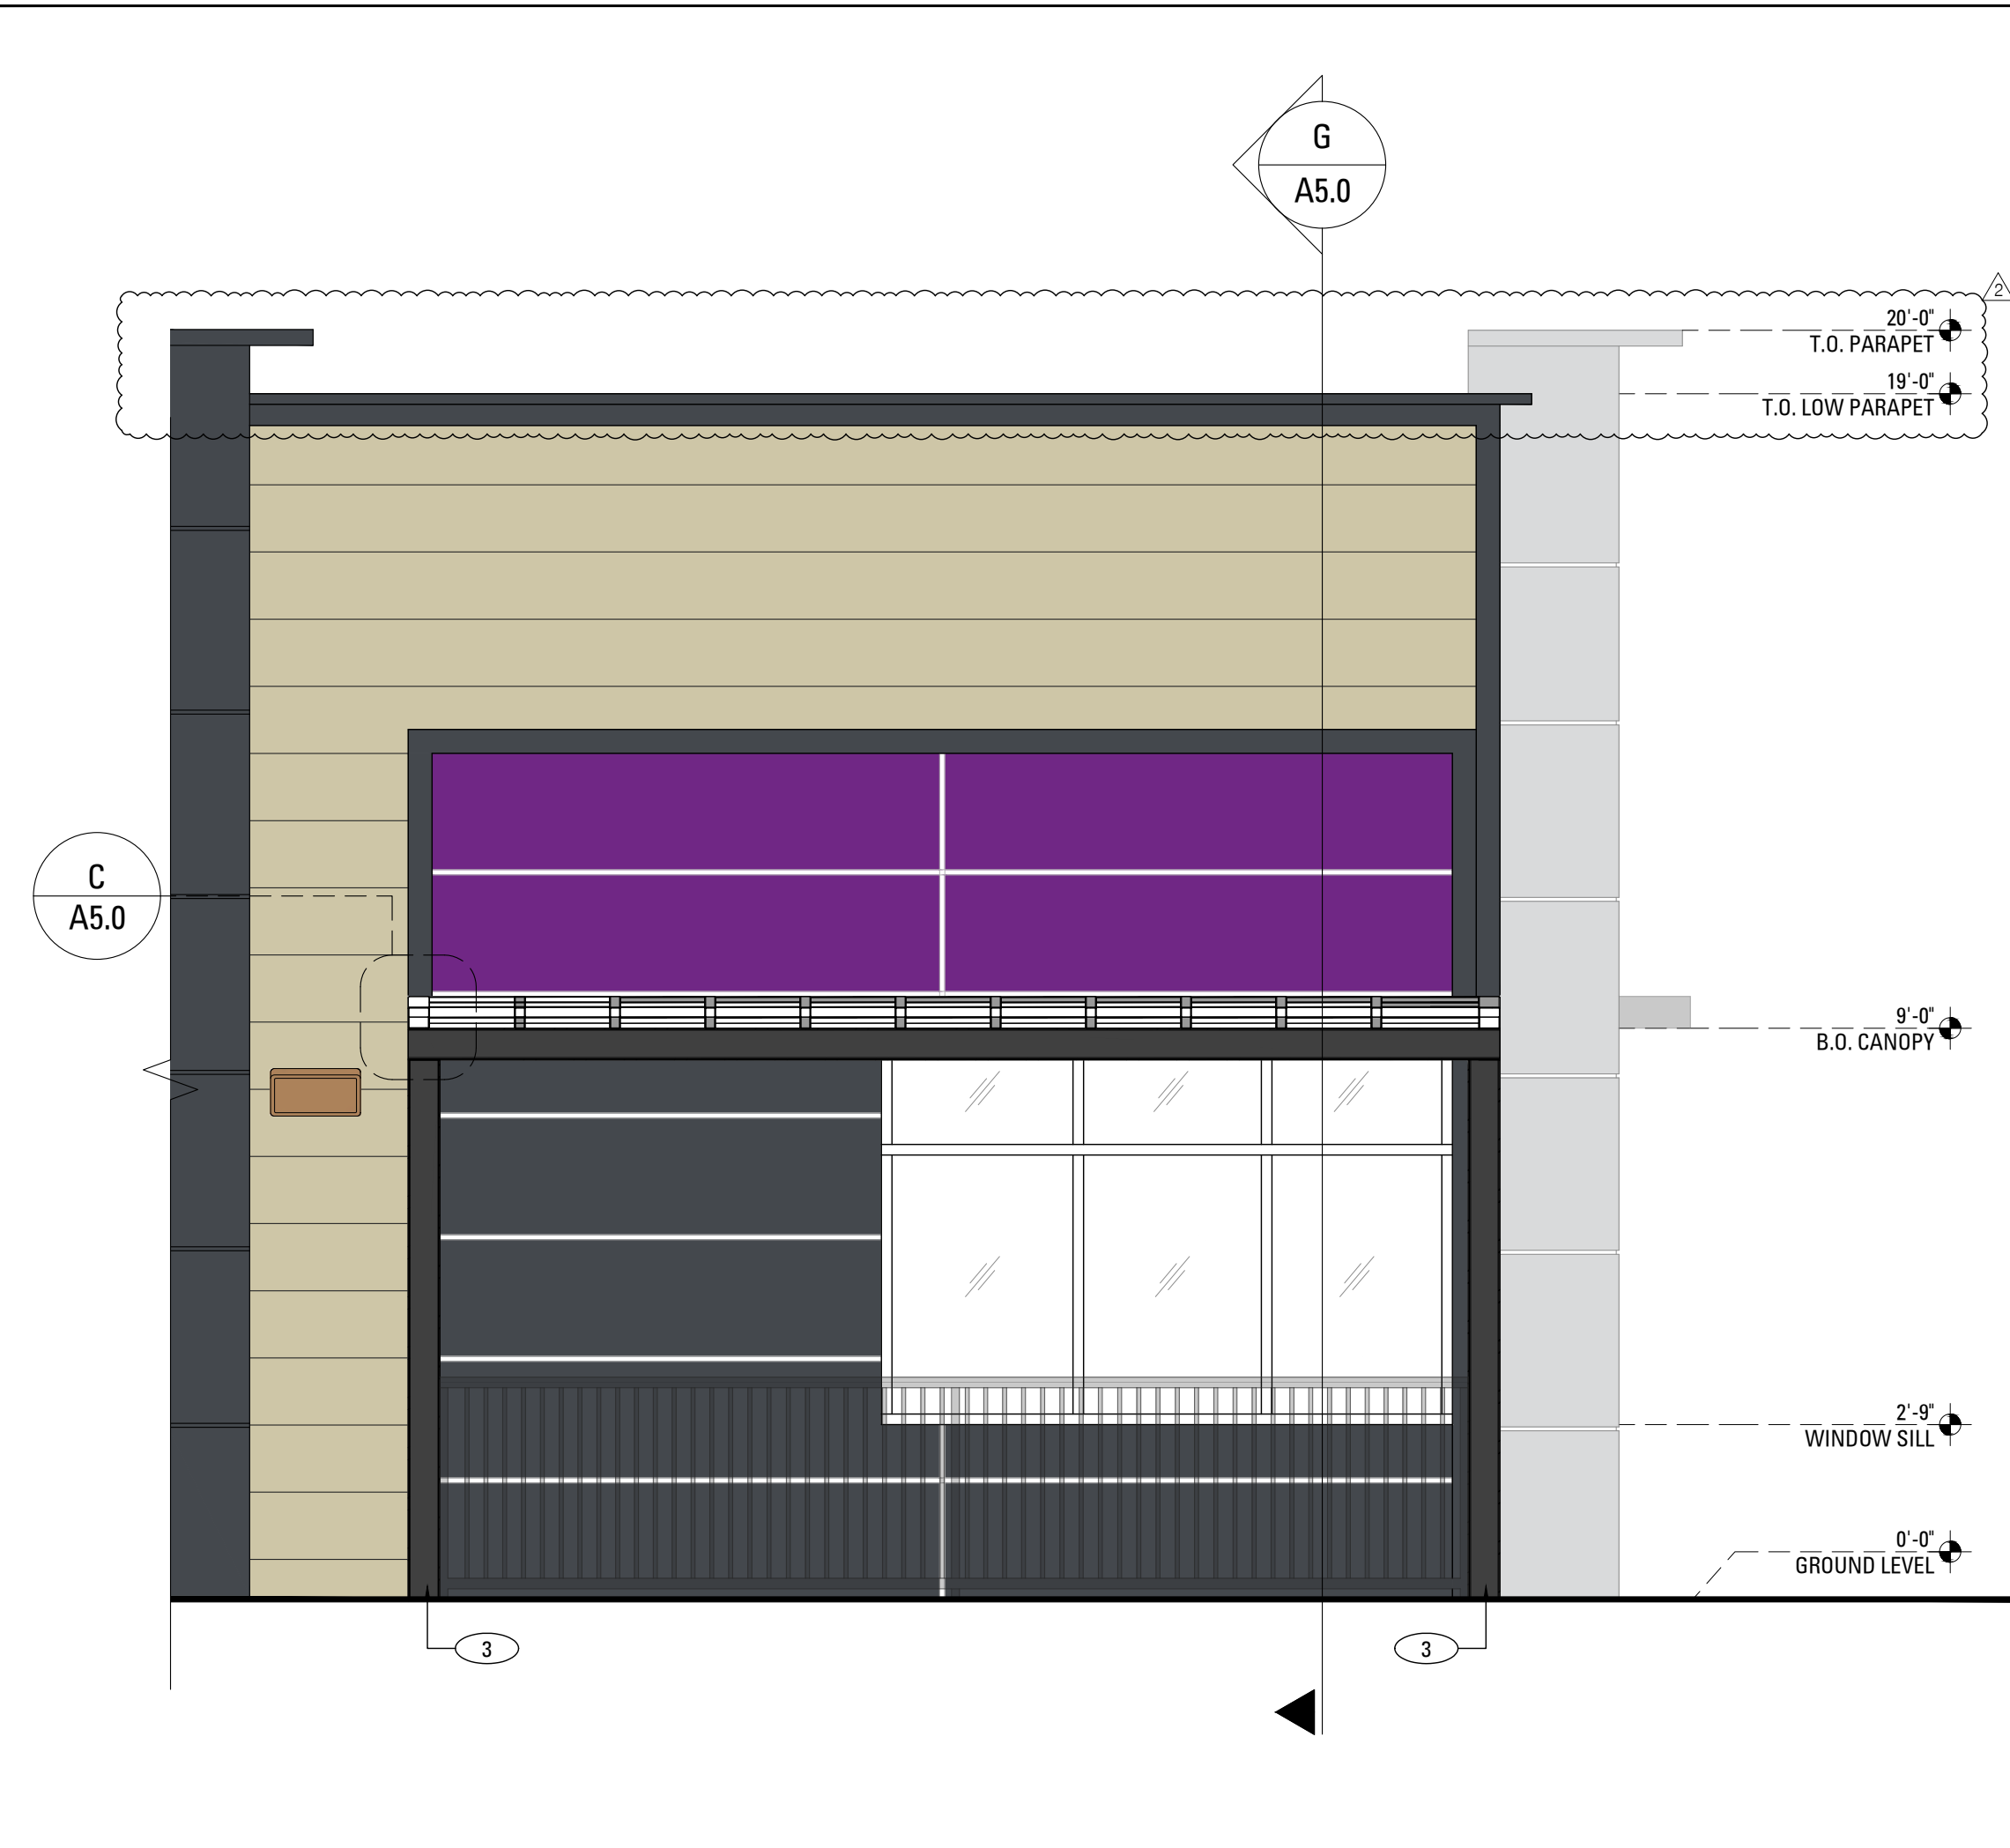 G
A5.0
2
20'-0"
T.O. PARAPET
19'-0"
T.O. LOW PARAPET
C
A5.0
9'-0"
B.O. CANOPY
2'-9"
WINDOW SILL
0'-0"
GROUND LEVEL
3
3